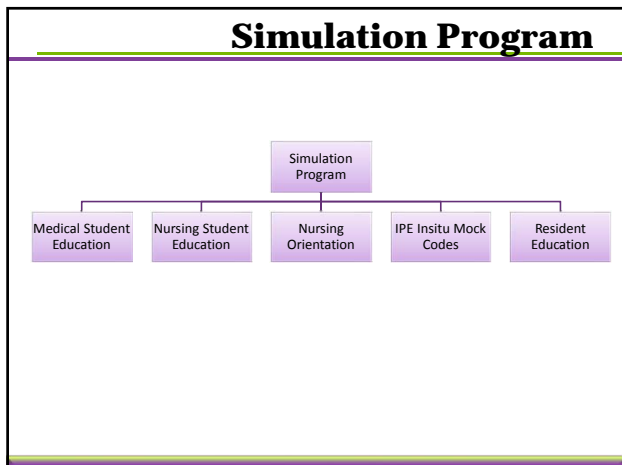 Simulation Program
Simulation
Program
Medical Student
Education
Nursing Student
Education
Nursing
Orientation
IPE Insitu Mock
Codes
Resident
Education